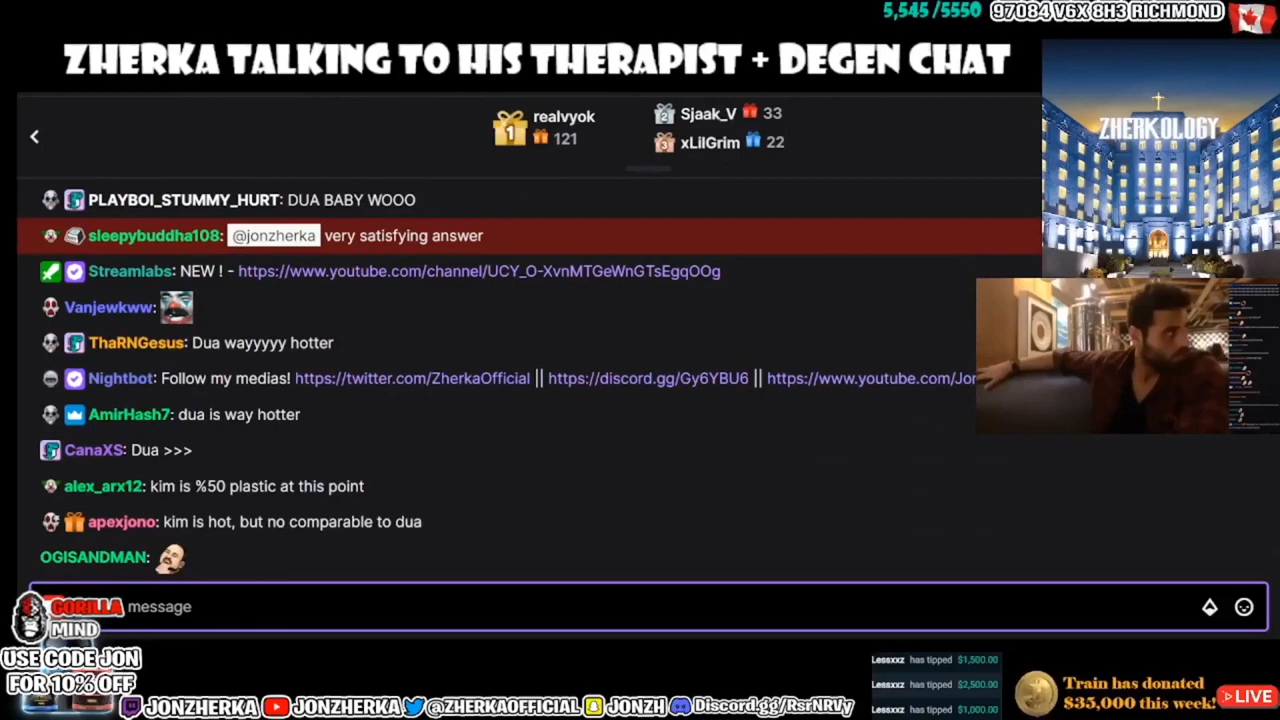 5,545 /5550
97084 V6X 8H3 RICHMOND
ZHERKA TALKING TO HIS THERAPIST + DEGEN CHAT
ZHERKOLOGY
1
realvyok
121
2
Sjaak_V 33
3
xLilGrim 22
PLAYBOI_STUMMY_HURT: DUA BABY WOOO
sleepybuddha108: @jonzherka very satisfying answer
Streamlabs: NEW ! - https://www.youtube.com/channel/UCY_O-XvnMTGeWnGTsEgqOOg
Vanjewkww:
ThaRNGesus: Dua wayyyyy hotter
Nightbot: Follow my medias! https://twitter.com/ZherkaOfficial || https://discord.gg/Gy6YBU6 || https://www.youtube.com/Jor
AmirHash7: dua is way hotter
CanaXS: Dua >>>
alex_arx12: kim is %50 plastic at this point
apexjono: kim is hot, but no comparable to dua
OGISANDMAN:
GORILLA
MIND
message
USE CODE JON
FOR 10% OFF
JONZHERKA JONZHERKA @ZHERKAOFFICIAL JONZH Discord.gg/RsrNRVy
Lessxxz has tipped $1,500.00
Lessxxz has tipped $2,500.00
Lessxxz has tipped $1,000.00
Train has donated
$35,000 this week!
LIVE